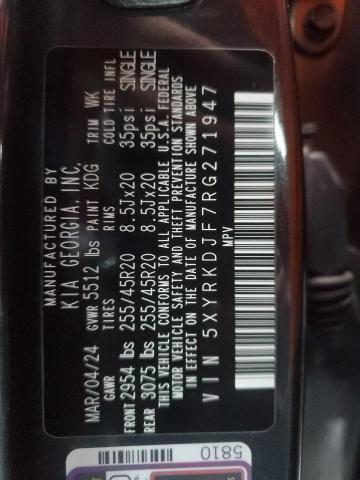 MANUFACTURED BY
KIA GEORGIA, INC.
MAR/04/24 GVWR 5512 lbs PAINT KDG TRIM WK
GAWR TIRES RIMS COLD TIRE INFL
FRONT 2954 lbs 255/45R20 8.5Jx20 35psi SINGLE
REAR 3075 lbs 255/45R20 8.5Jx20 35psi SINGLE
THIS VEHICLE CONFORMS TO ALL APPLICABLE U.S.A. FEDERAL
MOTOR VEHICLE SAFETY AND THEFT PREVENTION STANDARDS
IN EFFECT ON THE DATE OF MANUFACTURE SHOWN ABOVE
VIN 5XYRKDJF7RG271947
MPV
5810